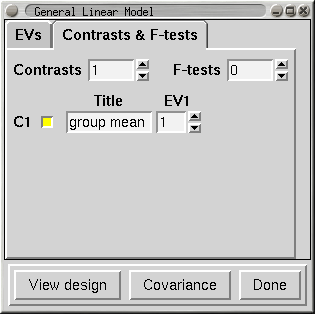 General Linear Model
EVs Contrasts & F-tests
Contrasts 1 F-tests 0
Title EV1
C1 group mean 1
View design Covariance Done